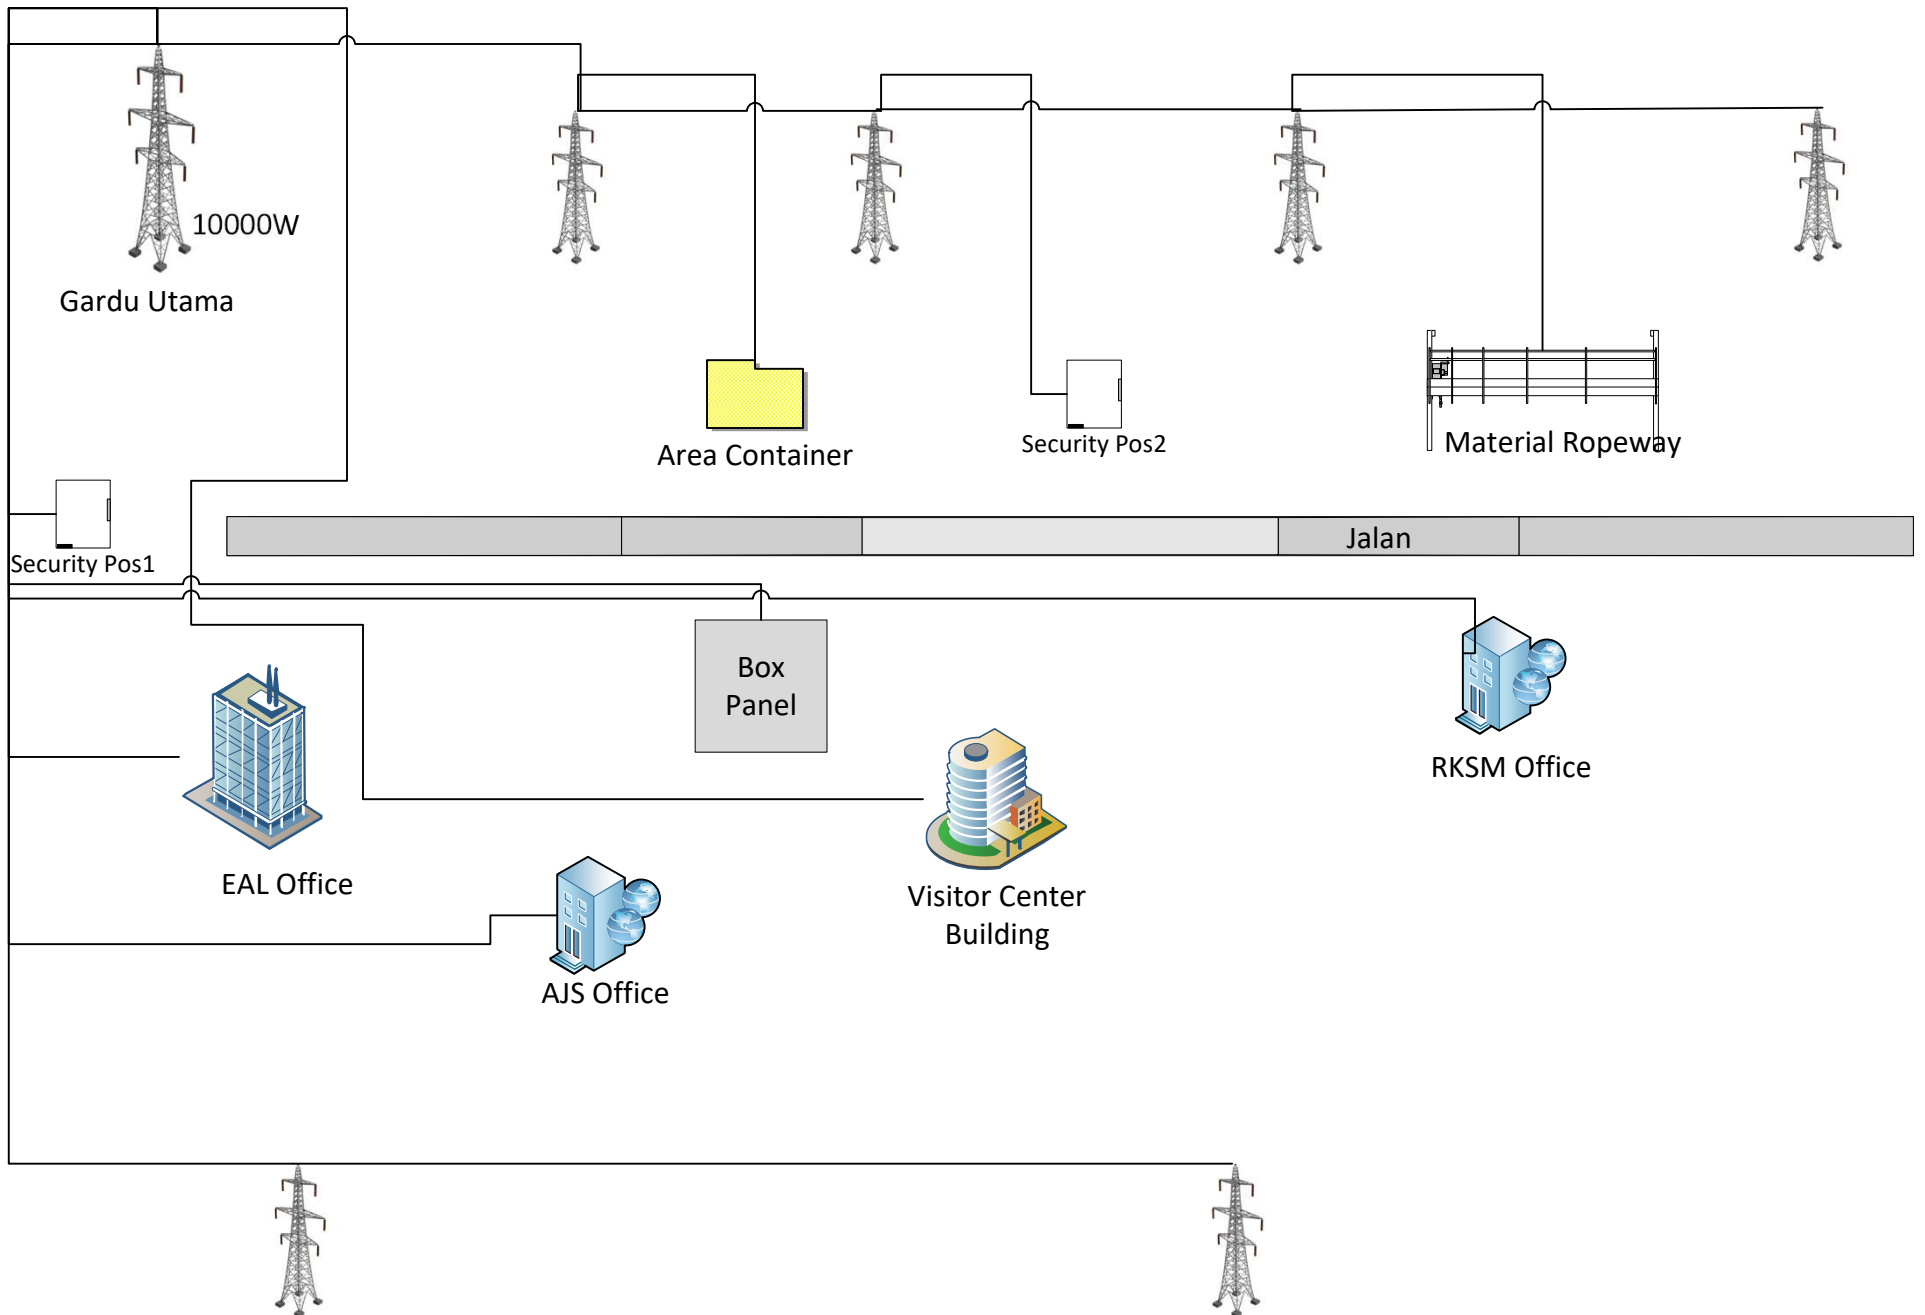 10000W
Gardu Utama
Area Container
Security Pos2
Material Ropeway
Security Pos1
Jalan
Box
Panel
RKSM Office
EAL Office
Visitor Center
Building
AJS Office